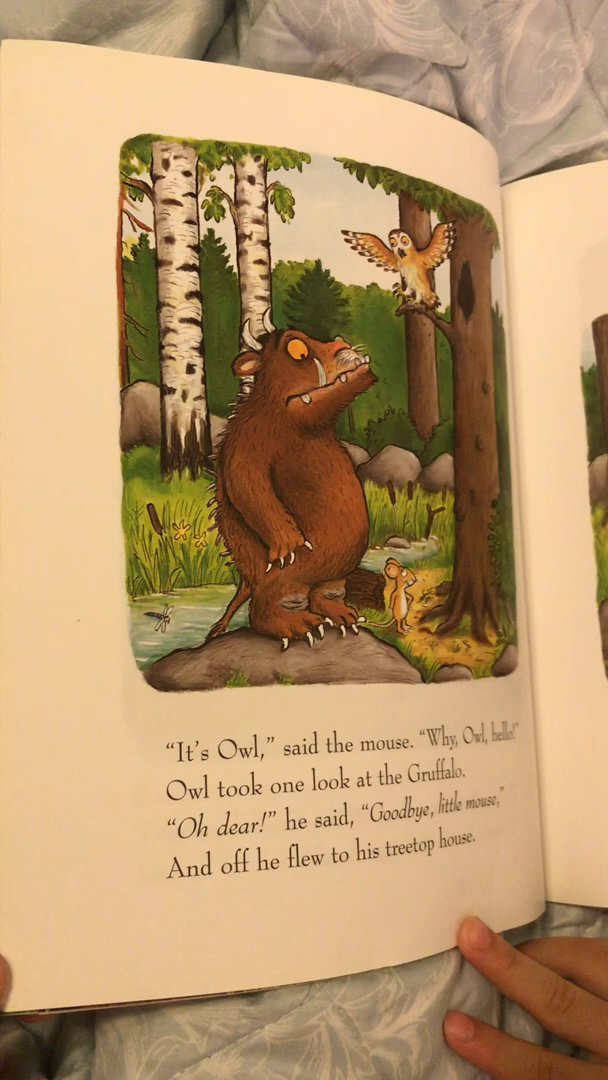 “It’s Owl,” said the mouse. “Why, Owl, hello!”
Owl took one look at the Gruffalo.
“Oh dear!” he said, “Goodbye, little mouse,”
And off he flew to his treetop house.